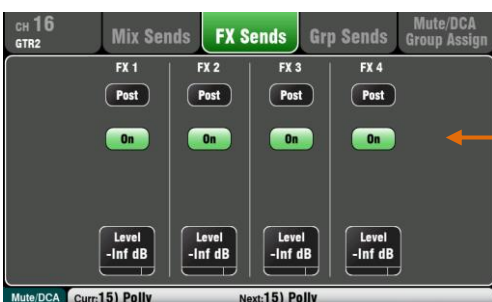 CH 16
GTR2
Mix Sends
FX Sends
Grp Sends
Mute/DCA
Group Assign
FX 1 FX 2 FX 3 FX 4
Post Post Post Post
On On On On
Level Level Level Level
-Inf dB -Inf dB -Inf dB -Inf dB
Mute/DCA Curr:15) Polly Next:15) Polly